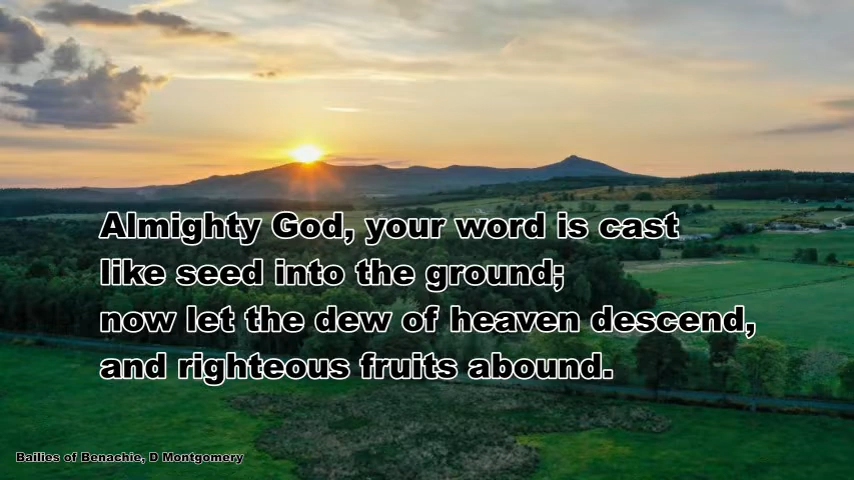 Almighty God, your word is cast
like seed into the ground;
now let the dew of heaven descend,
and righteous fruits abound.
Bailies of Benachie, D Montgomery